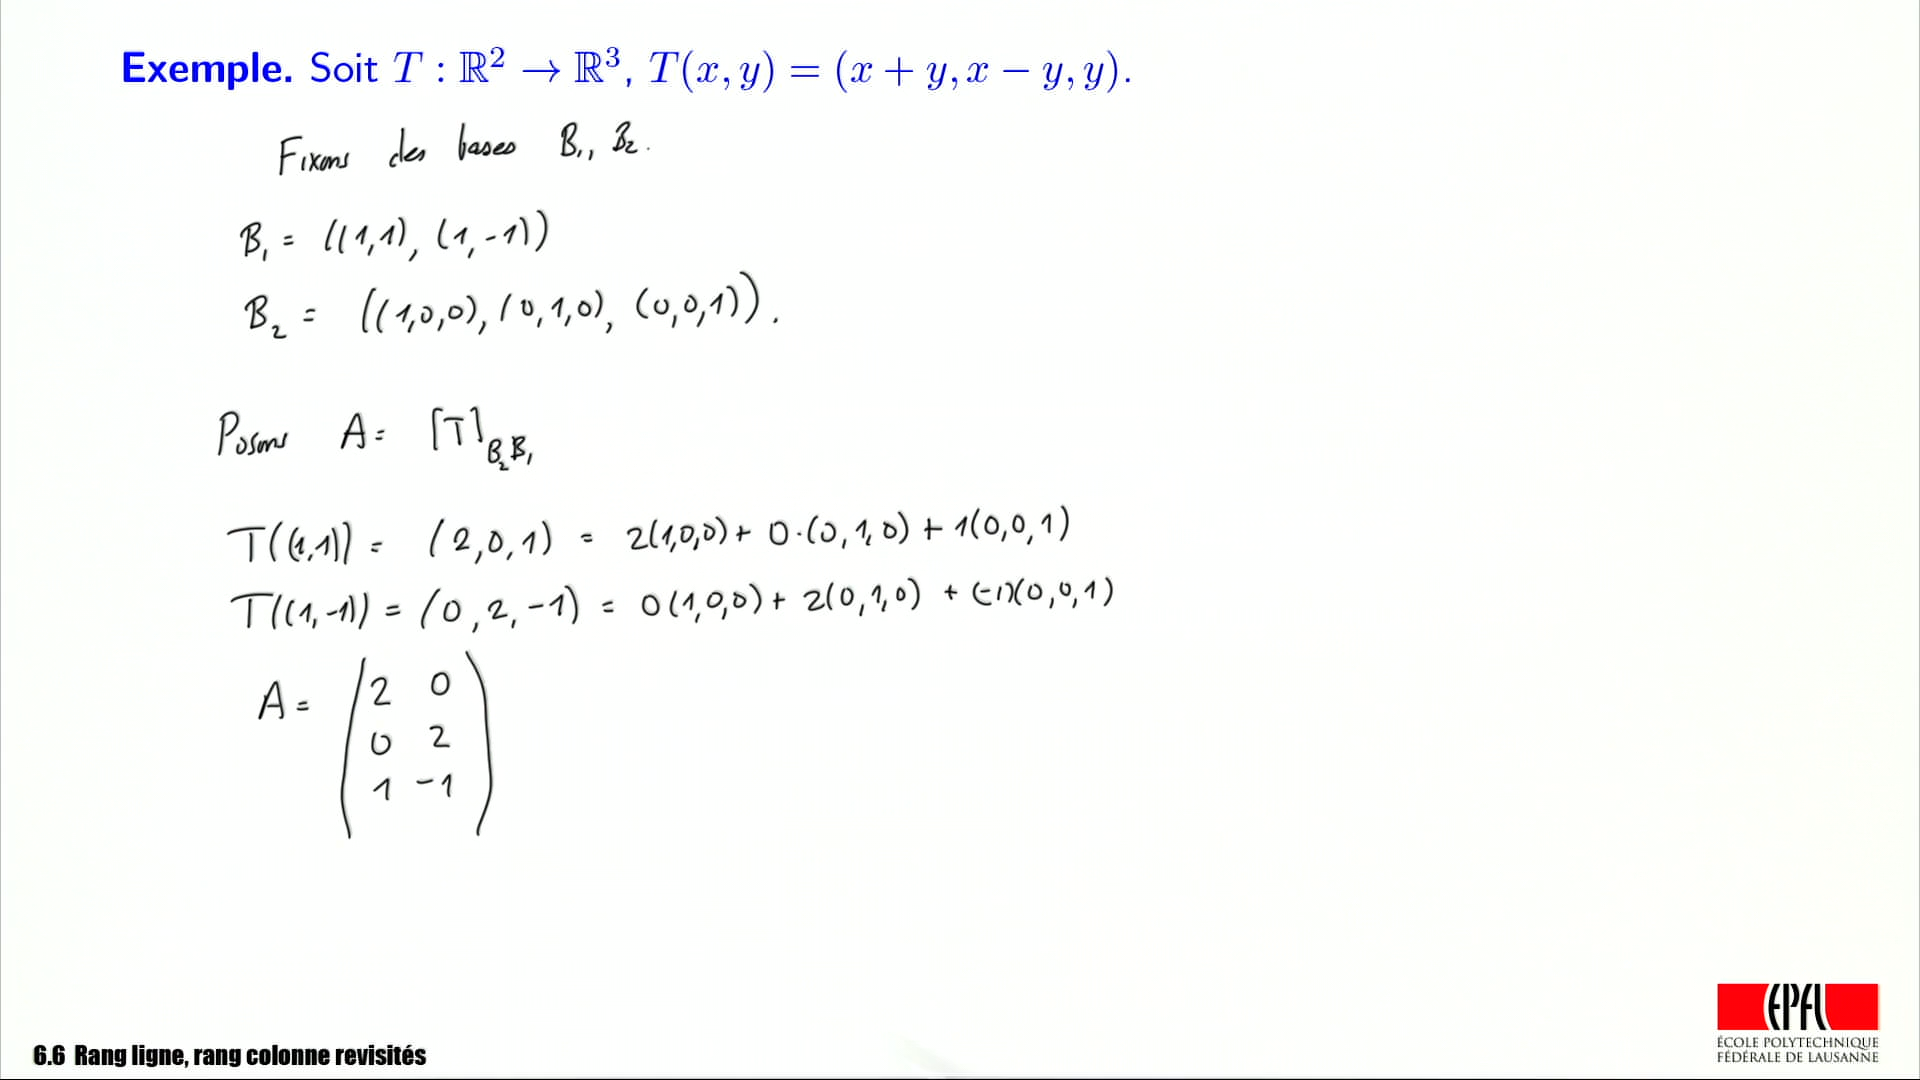 Exemple. Soit T : ℝ² → ℝ³, T(x, y) = (x + y, x − y, y).
Fixons des bases B₁, B₂.
B₁ = ((1,1), (1,-1))
B₂ = ((1,0,0), (0,1,0), (0,0,1)).
Posons A = [T]_B₂B₁
T((1,1)) = (2,0,1) = 2(1,0,0) + 0·(0,1,0) + 1(0,0,1)
T((1,-1)) = (0,2,-1) = 0(1,0,0) + 2(0,1,0) + (-1)(0,0,1)
A = ( 2 0
0 2
1 -1 )
EPFL
ÉCOLE POLYTECHNIQUE
FÉDÉRALE DE LAUSANNE
6.6 Rang ligne, rang colonne revisités